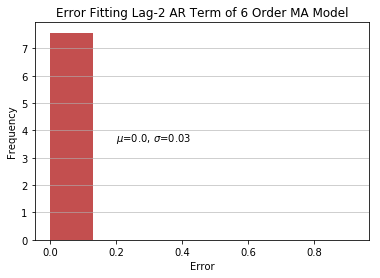 Error Fitting Lag-2 AR Term of 6 Order MA Model
Frequency
7
6
5
4
3
2
1
0
μ=0.0, σ=0.03
0.0 0.2 0.4 0.6 0.8
Error